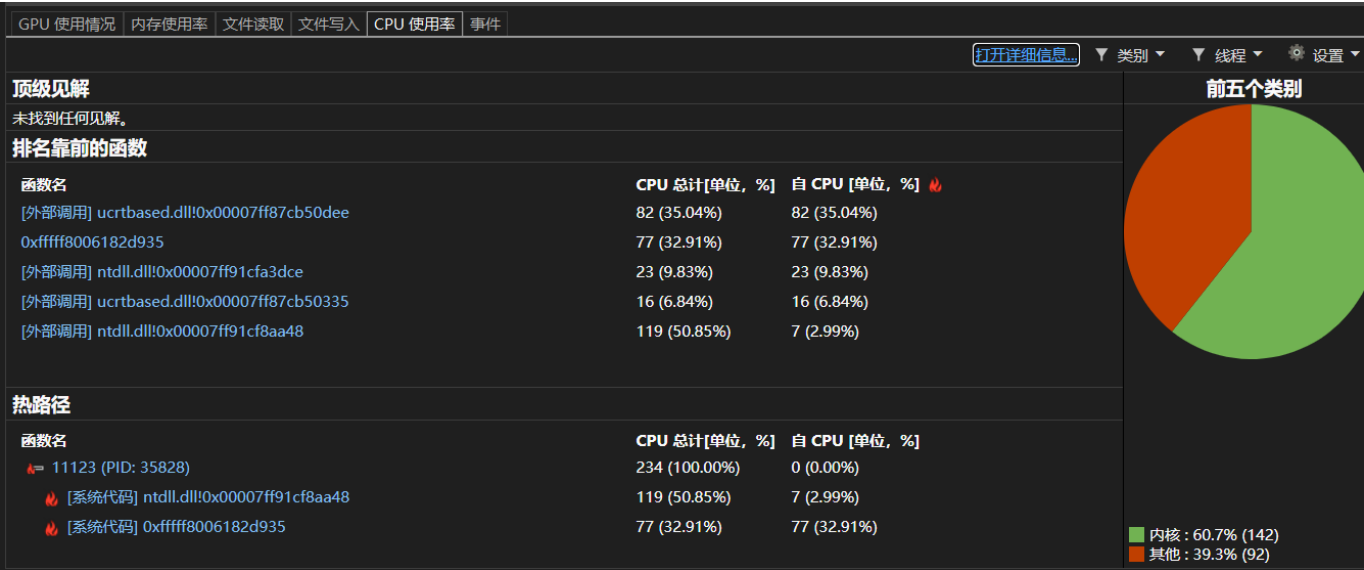 GPU 使用情况 内存使用率 文件读取 文件写入 CPU 使用率 事件
打开详细信息... 类别 线程 设置
顶级见解
前五个类别
未找到任何见解。
排名靠前的函数
函数名 CPU 总计[单位，%] 自 CPU [单位，%]
[外部调用] ucrtbased.dll!0x00007ff87cb50dee 82 (35.04%) 82 (35.04%)
0xfffff8006182d935 77 (32.91%) 77 (32.91%)
[外部调用] ntdll.dll!0x00007ff91cfa3dce 23 (9.83%) 23 (9.83%)
[外部调用] ucrtbased.dll!0x00007ff87cb50335 16 (6.84%) 16 (6.84%)
[外部调用] ntdll.dll!0x00007ff91cf8aa48 119 (50.85%) 7 (2.99%)
热路径
函数名 CPU 总计[单位，%] 自 CPU [单位，%]
11123 (PID: 35828) 234 (100.00%) 0 (0.00%)
[系统代码] ntdll.dll!0x00007ff91cf8aa48 119 (50.85%) 7 (2.99%)
[系统代码] 0xfffff8006182d935 77 (32.91%) 77 (32.91%)
内核 : 60.7% (142)
其他 : 39.3% (92)